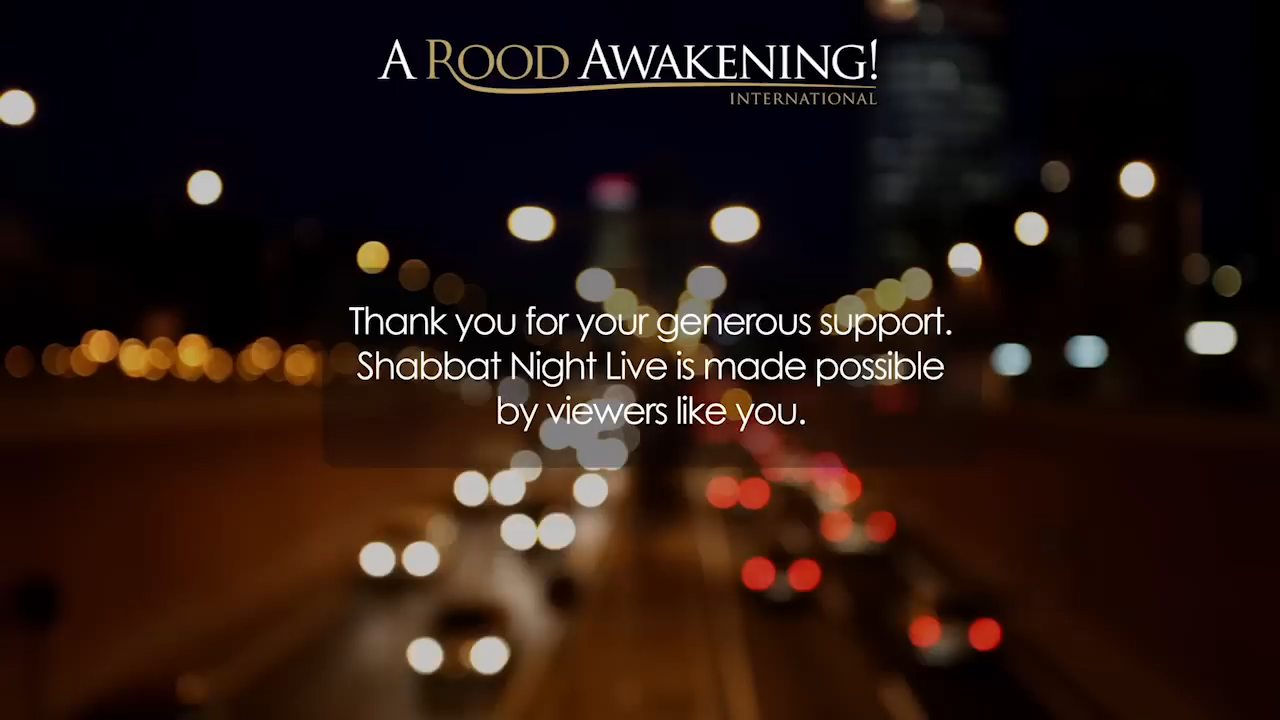 A ROOD AWAKENING!
INTERNATIONAL
Thank you for your generous support.
Shabbat Night Live is made possible
by viewers like you.